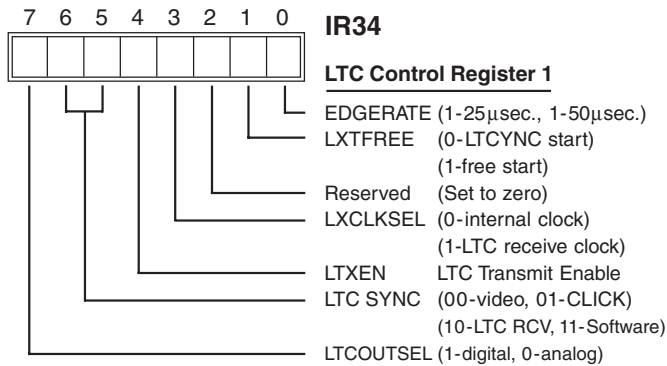 7 6 5 4 3 2 1 0
IR34
LTC Control Register 1
EDGERATE (1-25μsec., 1-50μsec.)
LXTFREE (0-LTCYNC start)
(1-free start)
Reserved (Set to zero)
LXCLKSEL (0-internal clock)
(1-LTC receive clock)
LTXEN LTC Transmit Enable
LTC SYNC (00-video, 01-CLICK)
(10-LTC RCV, 11-Software)
LTCOUTSEL (1-digital, 0-analog)